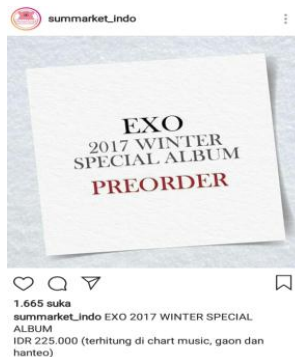 summarket_indo
EXO
2017 WINTER
SPECIAL ALBUM
PREORDER
1.665 suka
summarket_indo EXO 2017 WINTER SPECIAL
ALBUM
IDR 225.000 (terhitung di chart music, gaon dan
hanteo)